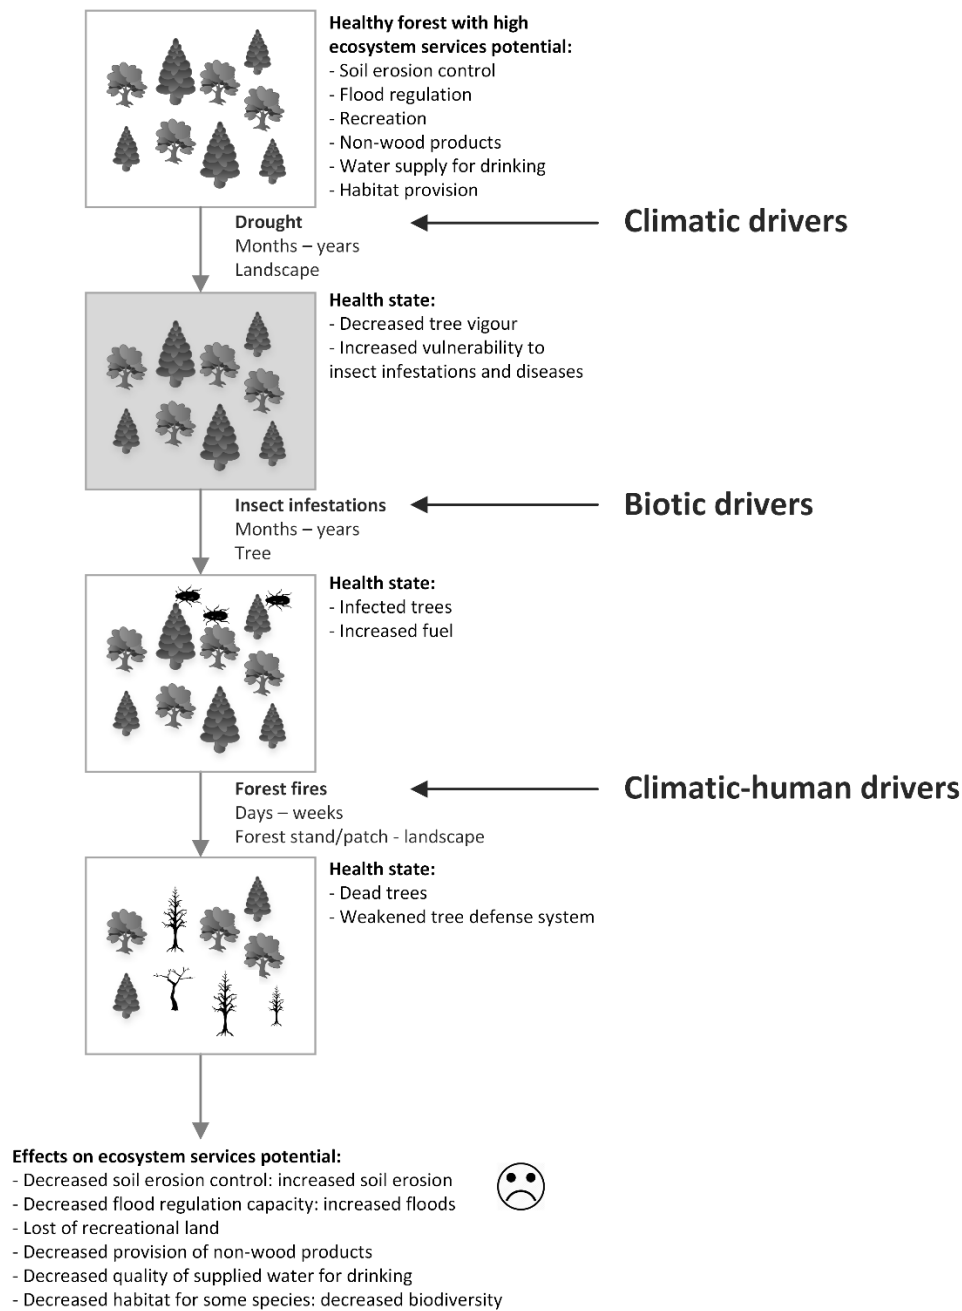 Healthy forest with high
ecosystem services potential:
- Soil erosion control
- Flood regulation
- Recreation
- Non-wood products
- Water supply for drinking
- Habitat provision
Drought
Months – years
Landscape
Climatic drivers
Health state:
- Decreased tree vigour
- Increased vulnerability to
insect infestations and diseases
Insect infestations
Months – years
Tree
Biotic drivers
Health state:
- Infected trees
- Increased fuel
Forest fires
Days – weeks
Forest stand/patch - landscape
Climatic-human drivers
Health state:
- Dead trees
- Weakened tree defense system
Effects on ecosystem services potential:
- Decreased soil erosion control: increased soil erosion
- Decreased flood regulation capacity: increased floods
- Lost of recreational land
- Decreased provision of non-wood products
- Decreased quality of supplied water for drinking
- Decreased habitat for some species: decreased biodiversity